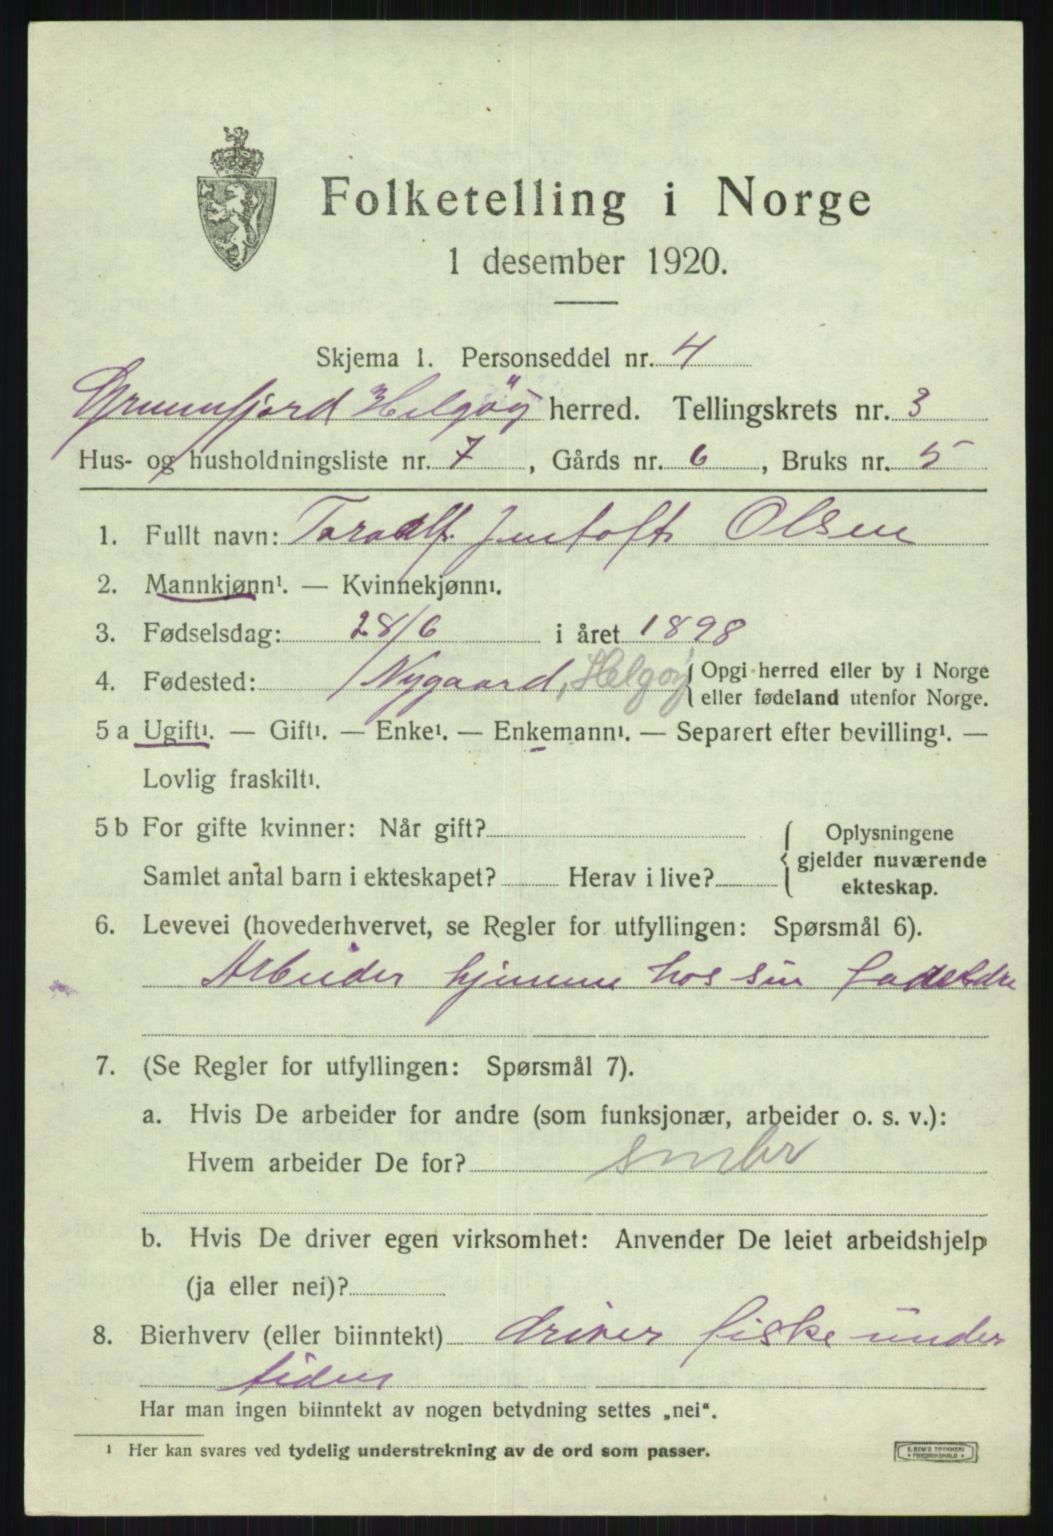 Folketelling i Norge
1 desember 1920.
Skjema 1. Personseddel nr. 4
Grunnfjord "Helgøy" herred. Tellingskrets nr. 3
Hus- og husholdningsliste nr. 7, Gårds nr. 6, Bruks nr. 5
1. Fullt navn: Olsen
2. Mannkjønn¹. — Kvinnekjønn¹.
3. Fødselsdag: 28/6 i året 1898
4. Fødested: Nygaard, Helgøy { Opgi herred eller by i Norge
eller fødeland utenfor Norge.
5 a Ugift¹. — Gift¹. — Enke¹. — Enkemann¹. — Separert efter bevilling¹. —
Lovlig fraskilt¹.
5 b For gifte kvinner: Når gift?
Samlet antal barn i ekteskapet? Herav i live?
{ Oplysningene
gjelder nuværende
ekteskap.
6. Levevei (hovederhvervet, se Regler for utfyllingen: Spørsmål 6).
Arbeider hjemme hos sin
7. (Se Regler for utfyllingen: Spørsmål 7).
a. Hvis De arbeider for andre (som funksjonær, arbeider o. s. v.):
Hvem arbeider De for?
b. Hvis De driver egen virksomhet: Anvender De leiet arbeidshjelp
(ja eller nei)?
8. Bierhverv (eller biinntekt) driver fiske under
tiden
Har man ingen biinntekt av nogen betydning settes „nei“.
¹ Her kan svares ved tydelig understrekning av de ord som passer.